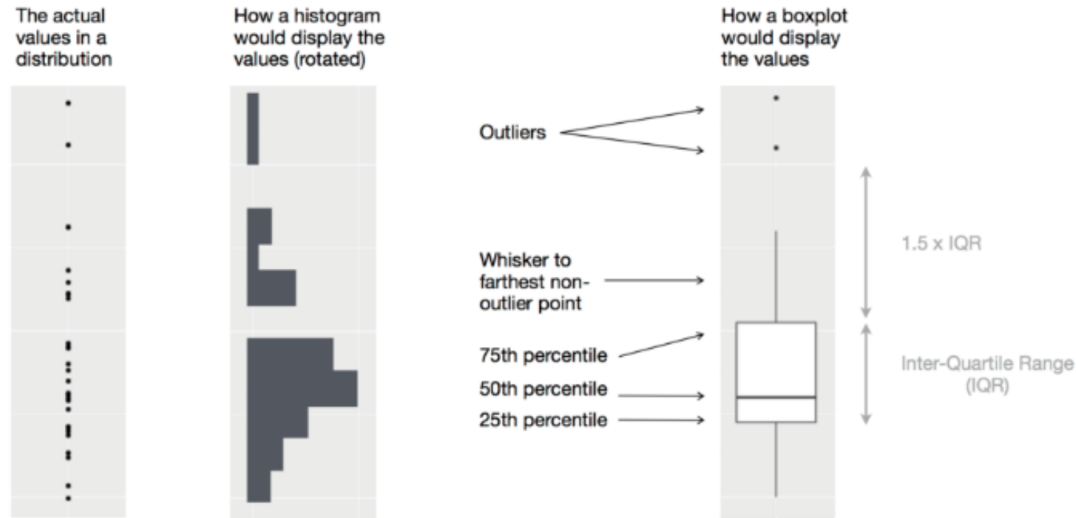 The actual
values in a
distribution
How a histogram
would display the
values (rotated)
How a boxplot
would display
the values
Outliers
1.5 x IQR
Whisker to
farthest non-
outlier point
75th percentile
50th percentile
25th percentile
Inter-Quartile Range
(IQR)